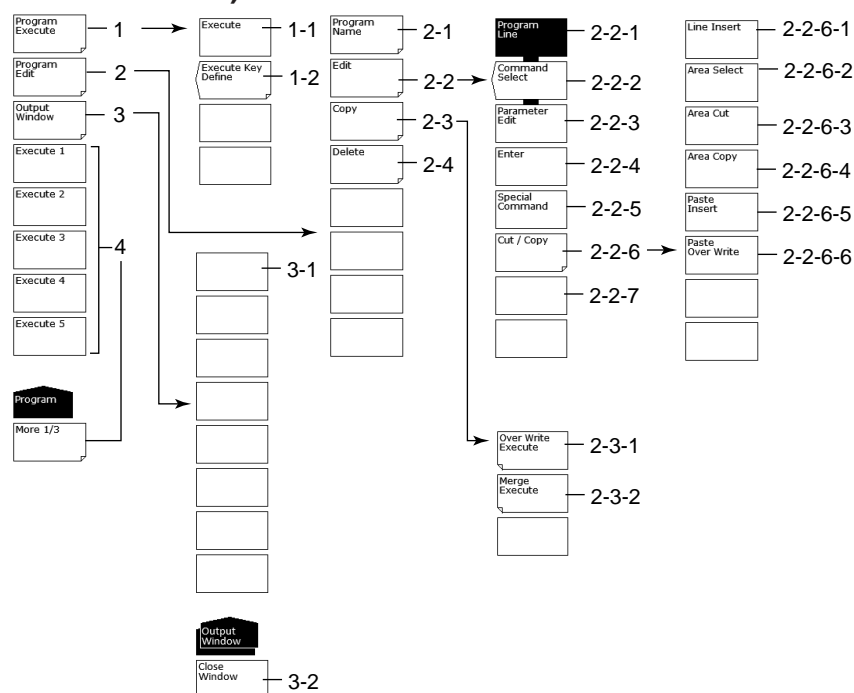 )
Program
Execute
1
Program
Edit
2
Output
Window
3
Execute 1
Execute 2
Execute 3
Execute 4
Execute 5
4
Program
More 1/3
Execute
1-1
Execute Key
Define
1-2
3-1
Output
Window
Close
Window
3-2
Program
Name
2-1
Edit
2-2
Copy
2-3
Delete
2-4
Program
Line
2-2-1
Command
Select
2-2-2
Parameter
Edit
2-2-3
Enter
2-2-4
Special
Command
2-2-5
Cut / Copy
2-2-6
2-2-7
Over Write
Execute
2-3-1
Merge
Execute
2-3-2
Line Insert
2-2-6-1
Area Select
2-2-6-2
Area Cut
2-2-6-3
Area Copy
2-2-6-4
Paste
Insert
2-2-6-5
Paste
Over Write
2-2-6-6